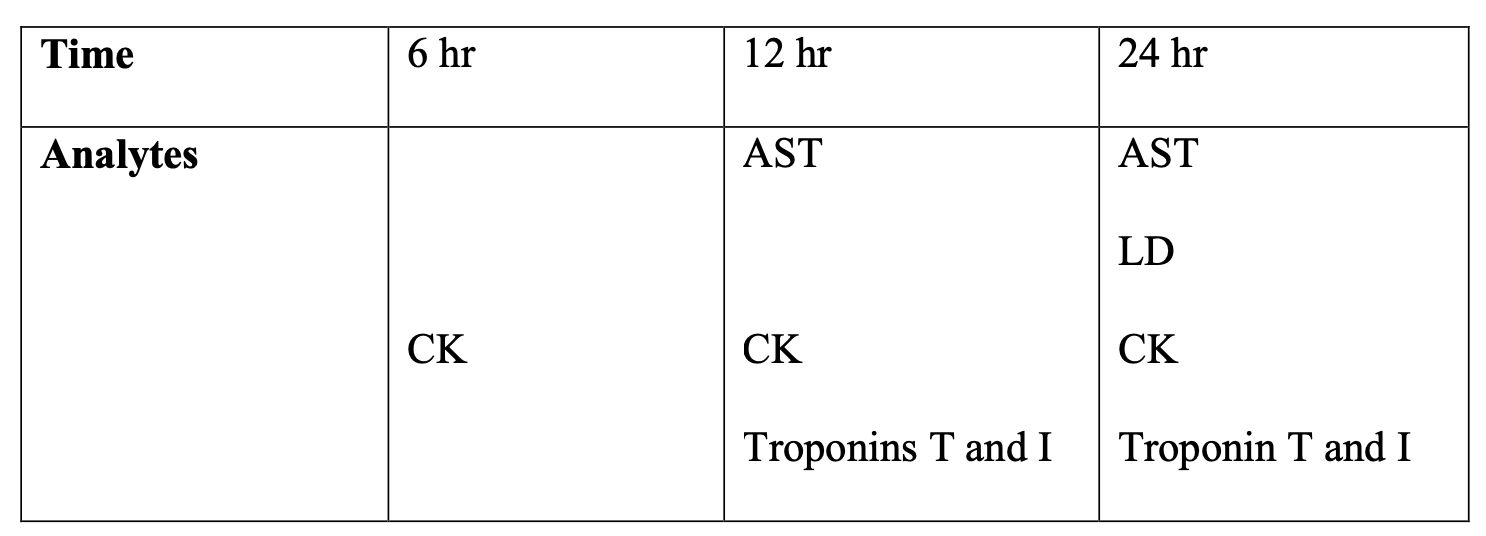 Time 6 hr 12 hr 24 hr
Analytes AST AST
LD
CK CK CK
Troponins T and I Troponin T and I